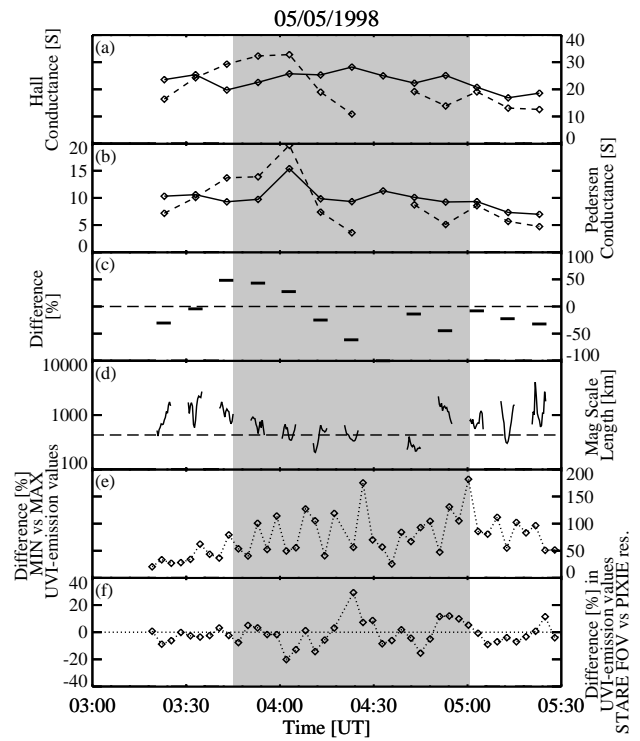 05/05/1998
(a)
Hall
Conductance [S]
40
30
20
10
0
(b)
20
15
10
5
0
Pedersen
Conductance [S]
(c)
Difference
[%]
100
50
0
-50
-100
(d)
10000
1000
100
Mag Scale
Length [km]
(e)
Difference [%]
MIN vs MAX
UVI-emission values
200
150
100
50
0
(f)
40
20
0
-20
-40
Difference [%] in
UVI-emission values
STARE FOV vs PIXIE res.
03:00 03:30 04:00 04:30 05:00 05:30
Time [UT]